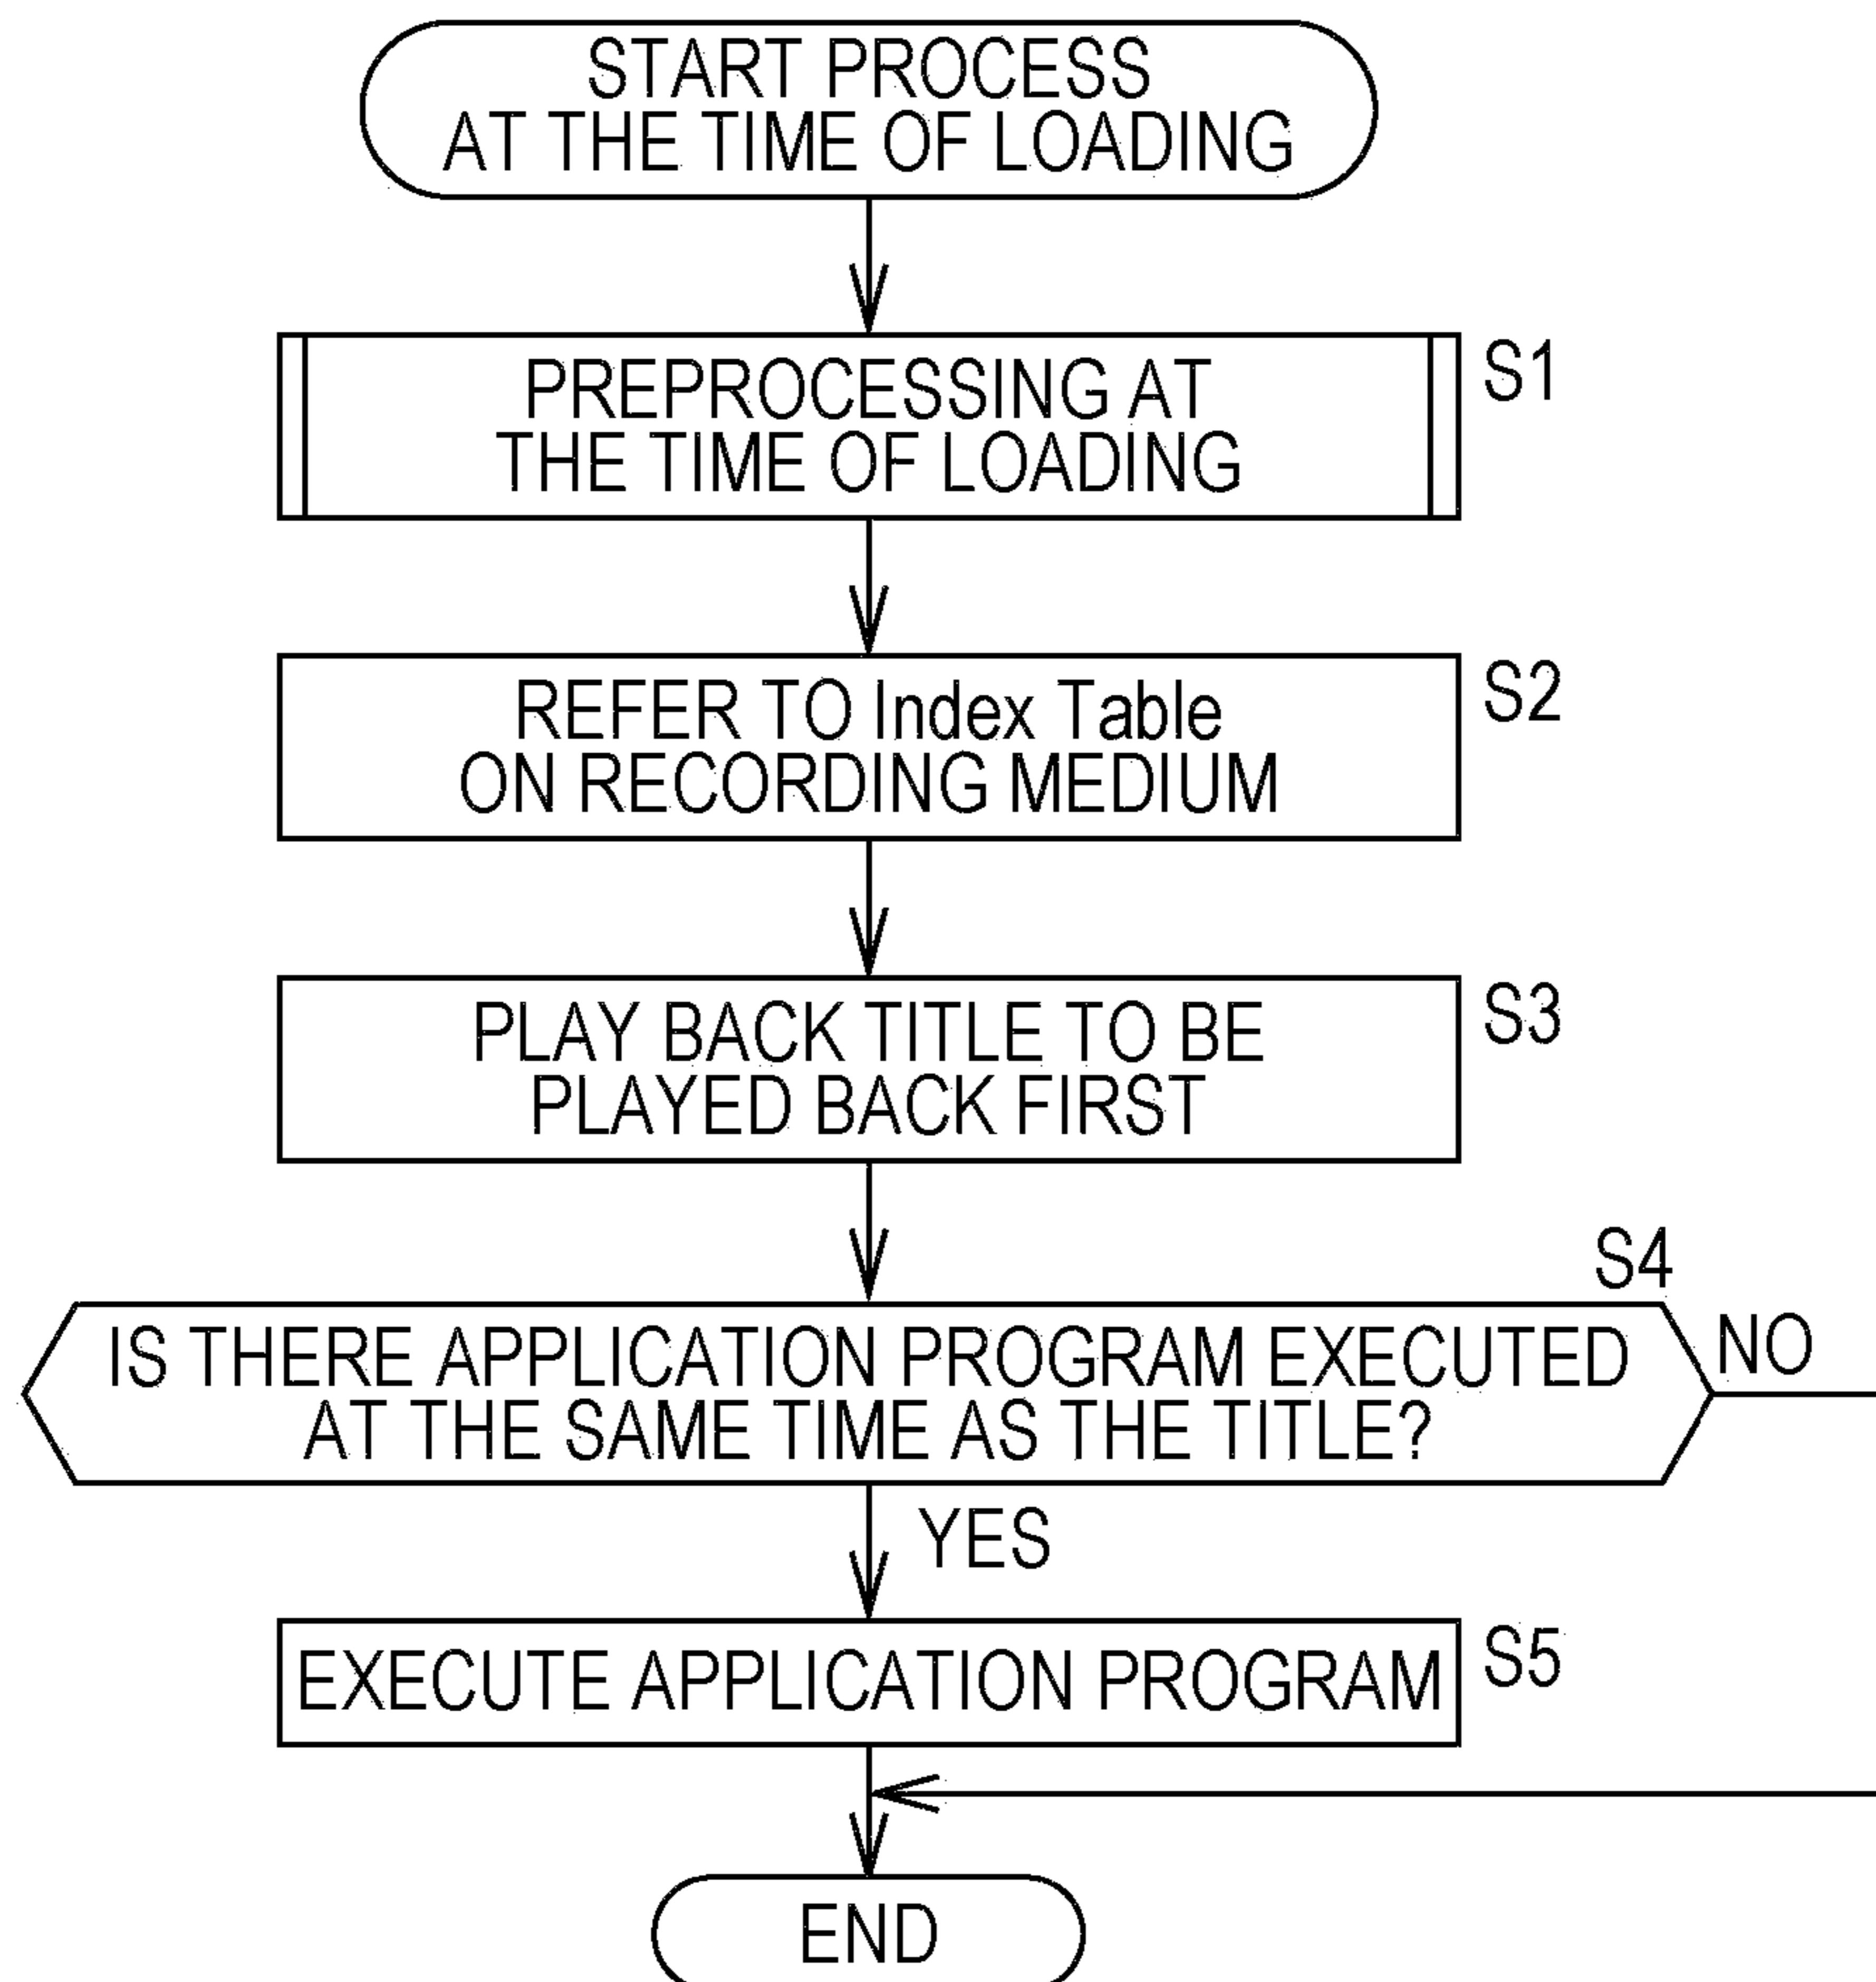 START PROCESS
AT THE TIME OF LOADING
PREPROCESSING AT
THE TIME OF LOADING
S1
REFER TO Index Table
ON RECORDING MEDIUM
S2
PLAY BACK TITLE TO BE
PLAYED BACK FIRST
S3
S4
IS THERE APPLICATION PROGRAM EXECUTED
AT THE SAME TIME AS THE TITLE?
NO
YES
EXECUTE APPLICATION PROGRAM
S5
END